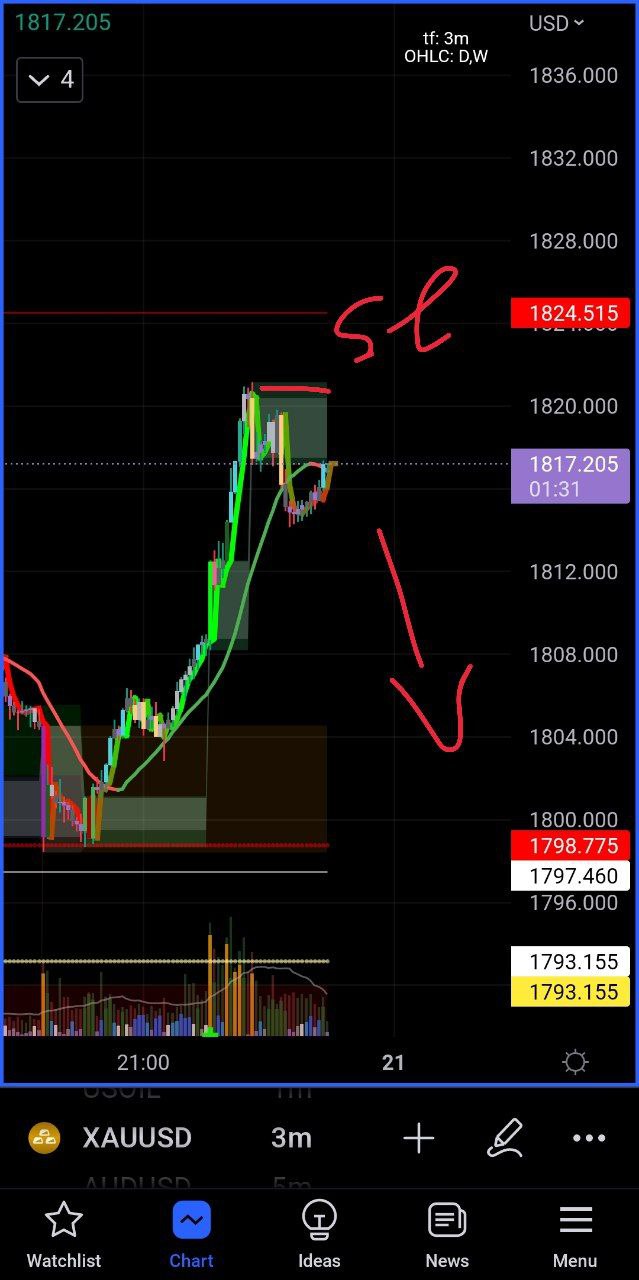 1817.205
tf: 3m
OHLC: D,W
USD
4
1836.000
1832.000
1828.000
1824.515
sl
1820.000
1817.205
01:31
1812.000
1808.000
1804.000
1800.000
1798.775
1797.460
1796.000
1793.155
1793.155
21:00
21
USOIL
1m
XAUUSD
3m
AUDUSD
5m
Watchlist
Chart
Ideas
News
Menu